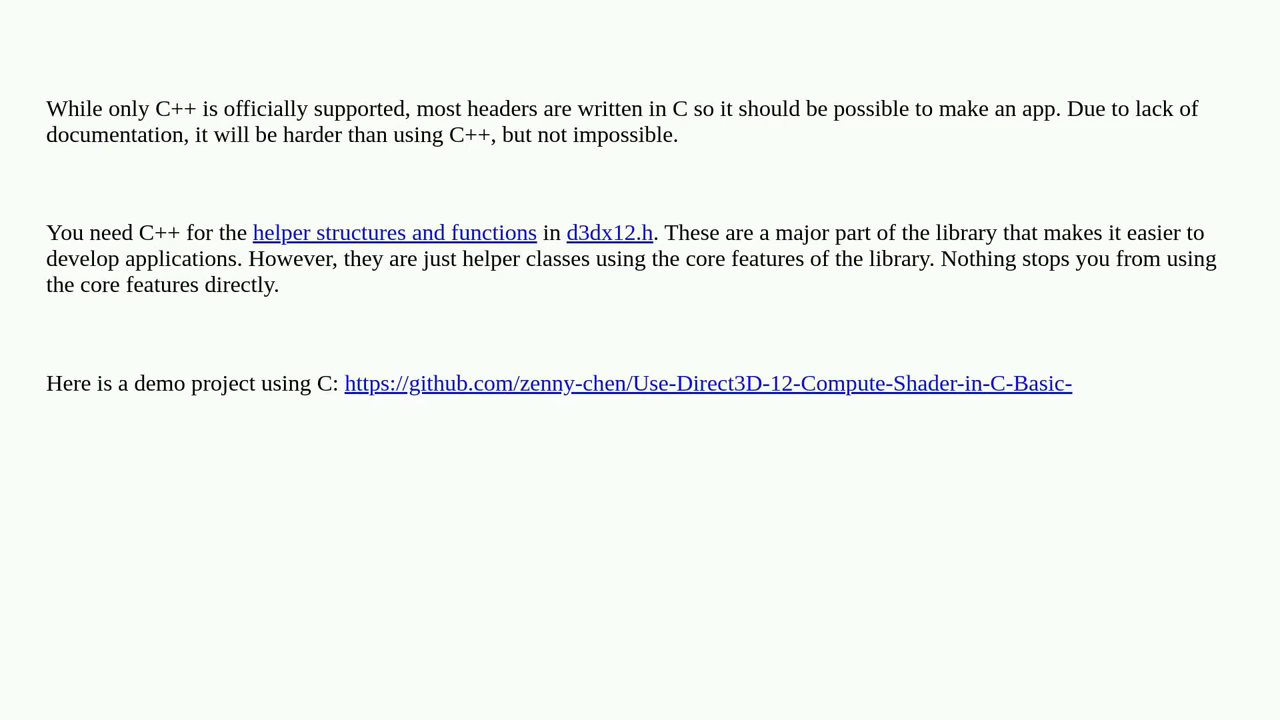 While only C++ is officially supported, most headers are written in C so it should be possible to make an app. Due to lack of
documentation, it will be harder than using C++, but not impossible.
You need C++ for the helper structures and functions in d3dx12.h. These are a major part of the library that makes it easier to
develop applications. However, they are just helper classes using the core features of the library. Nothing stops you from using
the core features directly.
Here is a demo project using C: https://github.com/zenny-chen/Use-Direct3D-12-Compute-Shader-in-C-Basic-